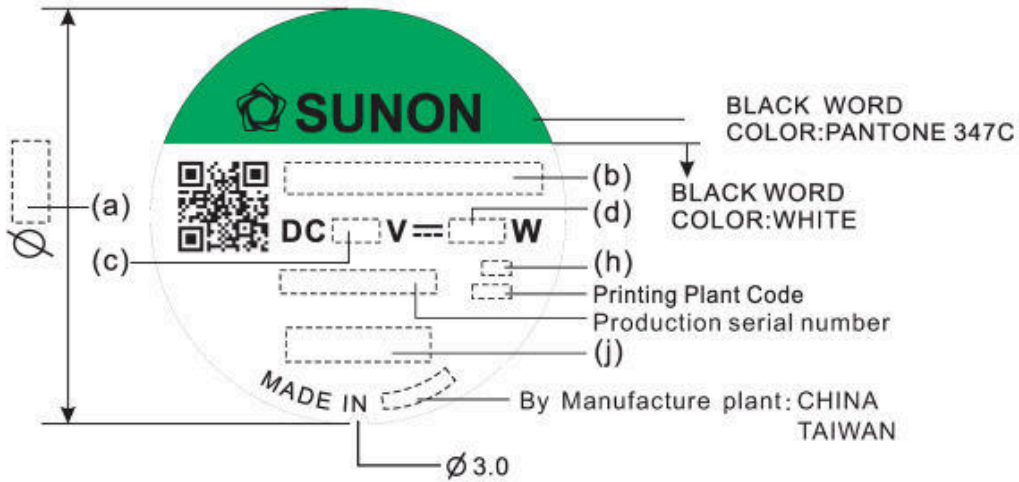 SUNON
BLACK WORD
COLOR:PANTONE 347C
BLACK WORD
COLOR:WHITE
(a)
(b)
DC V⎓ W
(d)
(c)
(h)
Printing Plant Code
Production serial number
(j)
MADE IN
By Manufacture plant: CHINA
TAIWAN
Ø
Ø 3.0